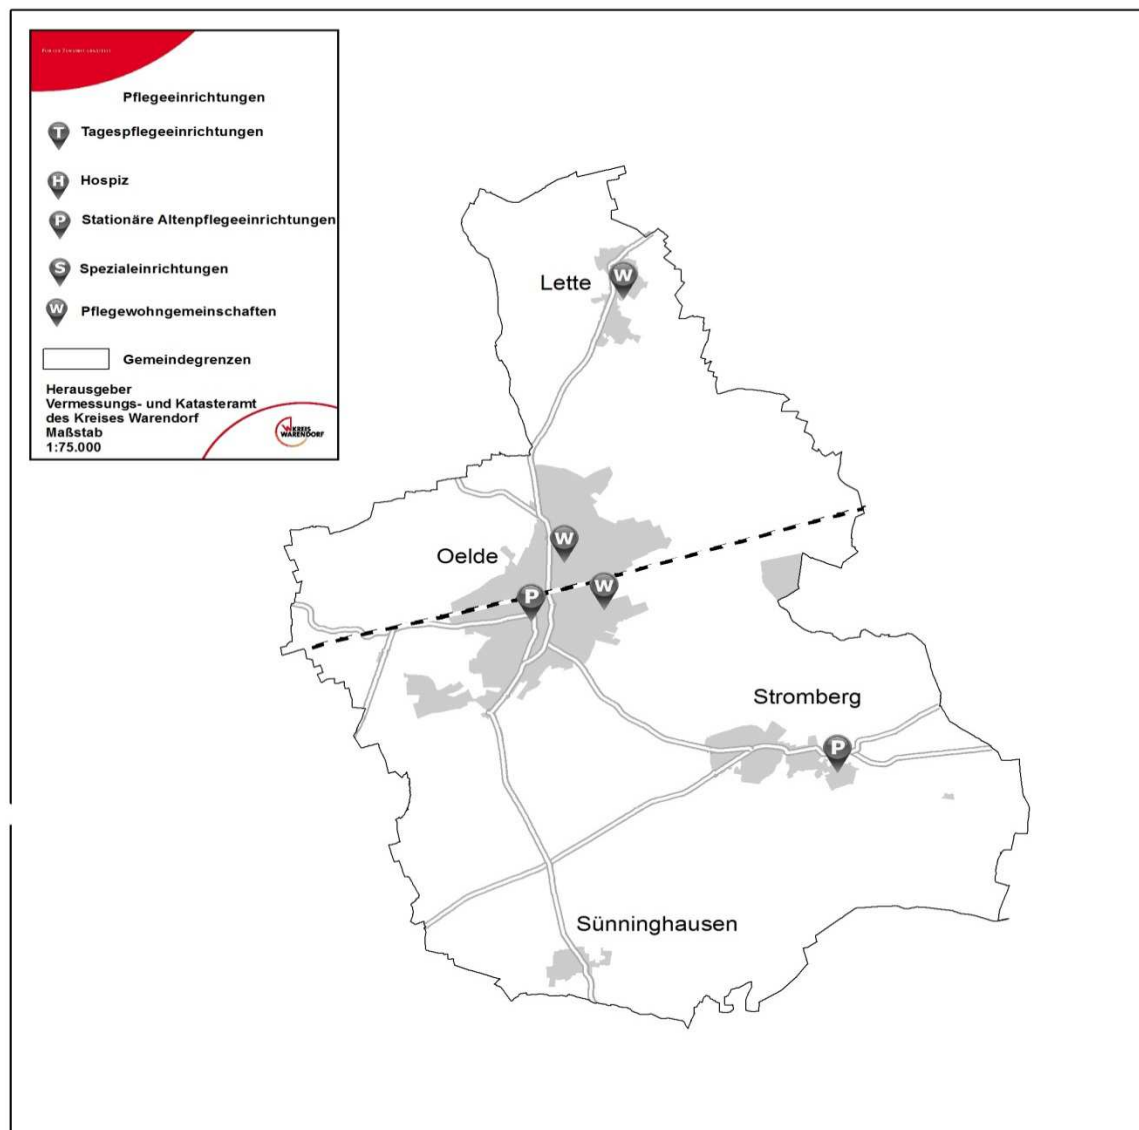 Pflegeeinrichtungen
T Tagespflegeeinrichtungen
H Hospiz
P Stationäre Altenpflegeeinrichtungen
S Spezialeinrichtungen
W Pflegewohngemeinschaften
Gemeindegrenzen
Herausgeber
Vermessungs- und Katasteramt
des Kreises Warendorf
Maßstab
1:75.000
KREIS
WARENDORF
W
Lette
W
Oelde
W
P
Stromberg
P
Sünninghausen